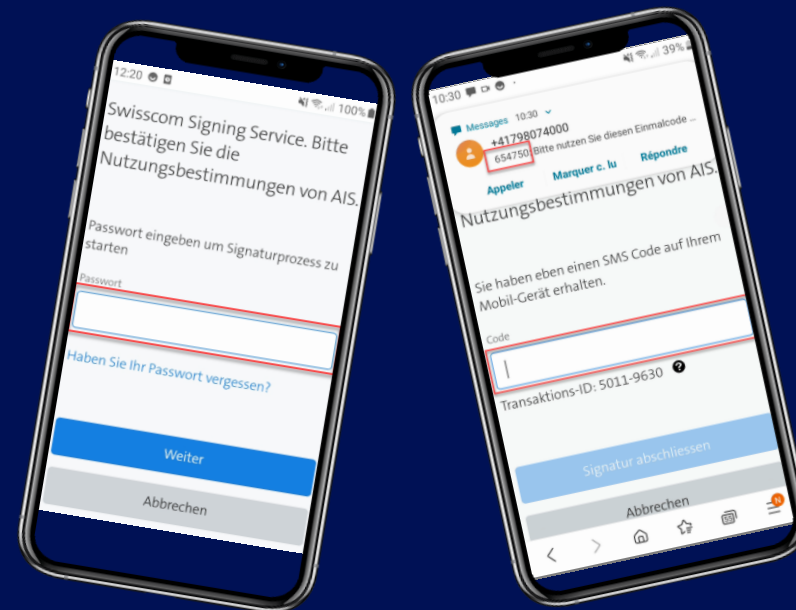 12:20
100%
Swisscom Signing Service. Bitte
bestätigen Sie die
Nutzungsbestimmungen von AIS.
Passwort eingeben um Signaturprozess zu
starten
Passwort
Haben Sie Ihr Passwort vergessen?
Weiter
Abbrechen
10:30
39%
Messages 10:30
+41798074000
654750: Bitte nutzen Sie diesen Einmalcode ...
Appeler Marquer c. lu Répondre
Nutzungsbestimmungen von AIS.
Sie haben eben einen SMS Code auf Ihrem
Mobil-Gerät erhalten.
Code
Transaktions-ID: 5011-9630 ?
Signatur abschliessen
Abbrechen
N